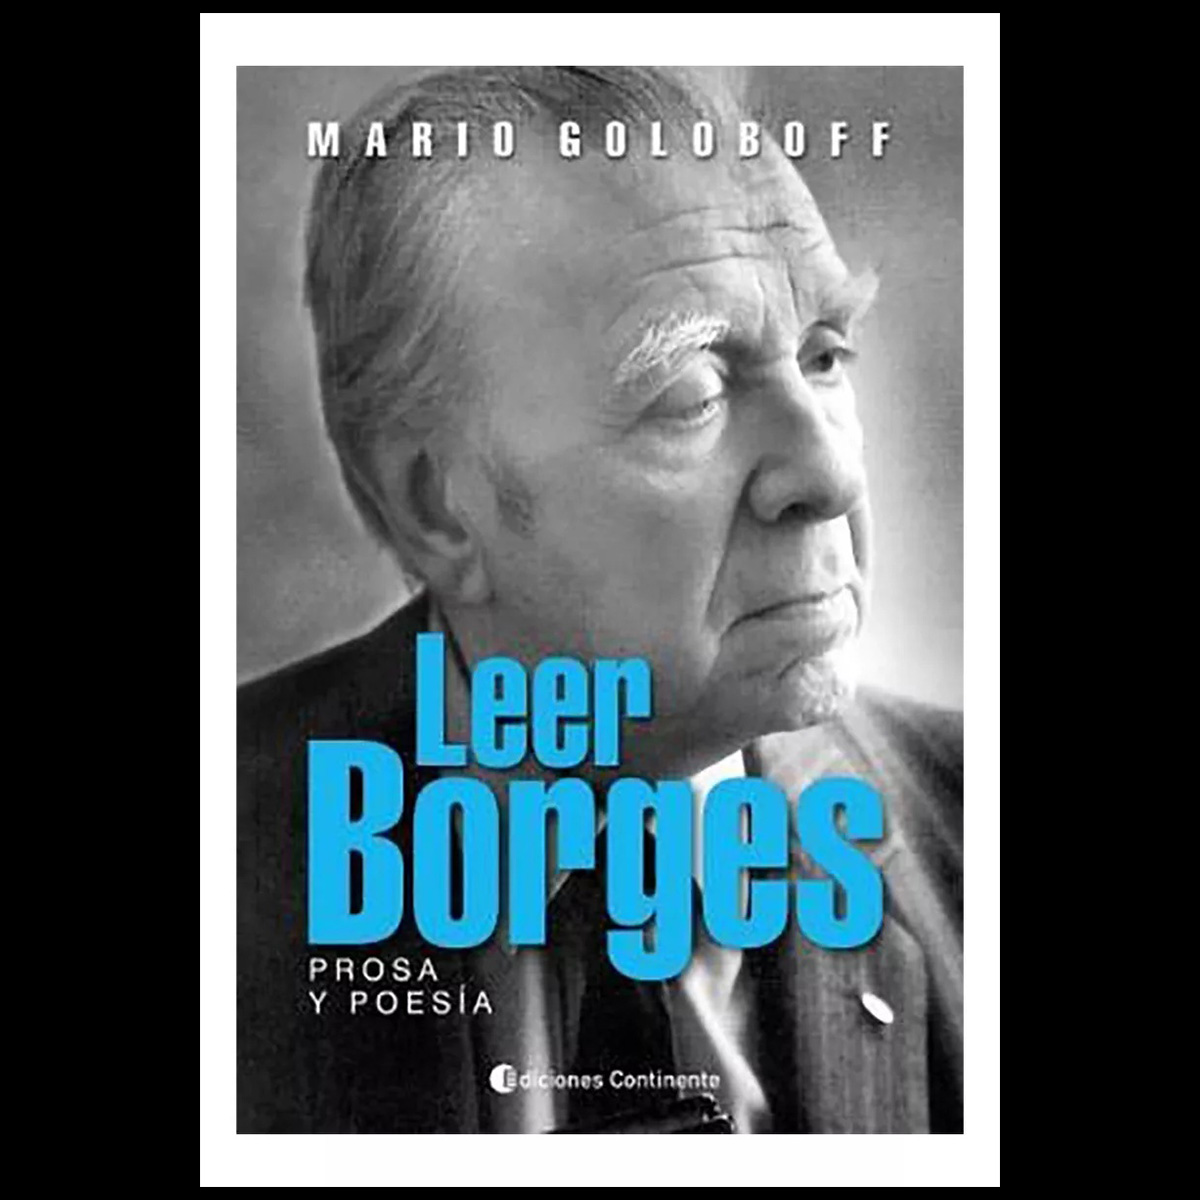 MARIO GOLOBOFF
Leer
Borges
PROSA
Y POESÍA
Ediciones Continente